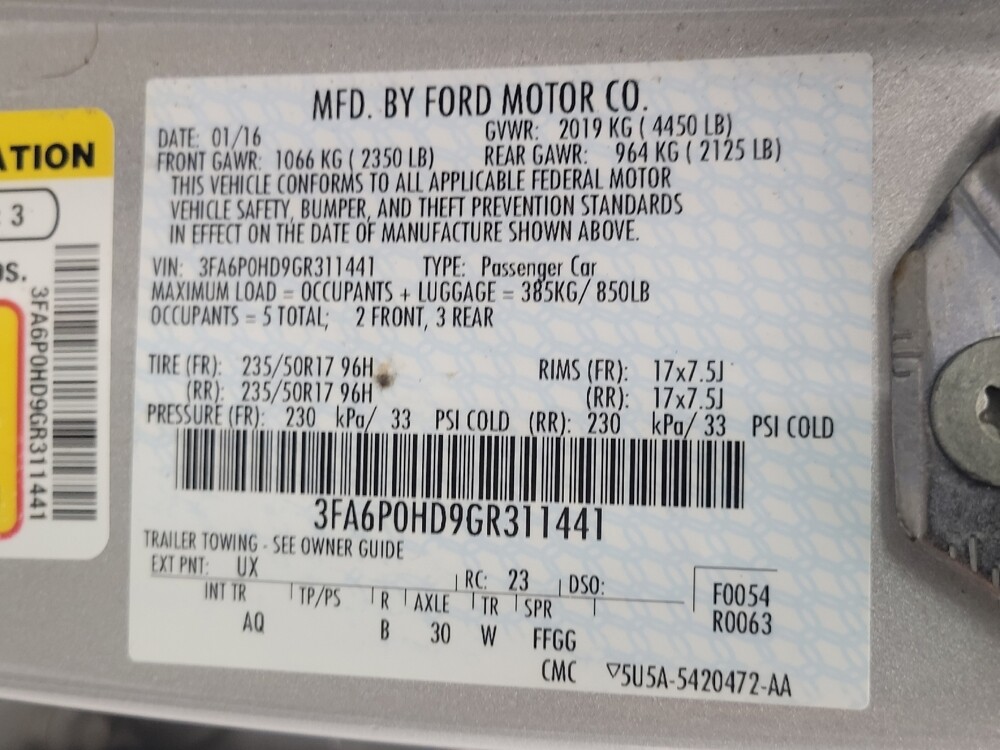 ATION
: 3
OS.
3FA6P0HD9GR311441
MFD. BY FORD MOTOR CO.
DATE: 01/16 GVWR: 2019 KG ( 4450 LB)
FRONT GAWR: 1066 KG ( 2350 LB) REAR GAWR: 964 KG ( 2125 LB)
THIS VEHICLE CONFORMS TO ALL APPLICABLE FEDERAL MOTOR
VEHICLE SAFETY, BUMPER, AND THEFT PREVENTION STANDARDS
IN EFFECT ON THE DATE OF MANUFACTURE SHOWN ABOVE.
VIN: 3FA6P0HD9GR311441 TYPE: Passenger Car
MAXIMUM LOAD = OCCUPANTS + LUGGAGE = 385KG/ 850LB
OCCUPANTS = 5 TOTAL; 2 FRONT, 3 REAR
TIRE (FR): 235/50R17 96H RIMS (FR): 17x7.5J
(RR): 235/50R17 96H (RR): 17x7.5J
PRESSURE (FR): 230 kPa/ 33 PSI COLD (RR): 230 kPa/ 33 PSI COLD
3FA6P0HD9GR311441
TRAILER TOWING - SEE OWNER GUIDE
EXT PNT: UX RC: 23 DSO:
INT TR TP/PS R AXLE TR SPR F0054
AQ B 30 W FFGG R0063
CMC ▽5U5A-5420472-AA